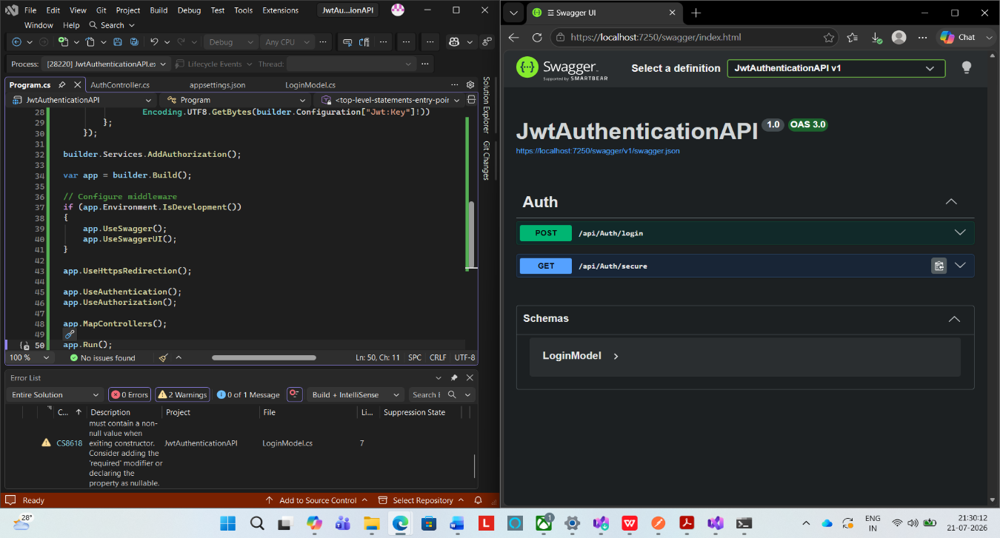 File Edit View Git Project Build Debug Test Tools Extensions JwtAu...ionAPI
Window Help Search
Debug Any CPU
Process: [28220] JwtAuthenticationAPI.ex Lifecycle Events Thread:
Program.cs AuthController.cs appsettings.json LoginModel.cs
JwtAuthenticationAPI Program <top-level-statements-entry-poir
28 Encoding.UTF8.GetBytes(builder.Configuration["Jwt:Key"]!))
29 };
30 });
31
32 builder.Services.AddAuthorization();
33
34 var app = builder.Build();
35
36 // Configure middleware
37 if (app.Environment.IsDevelopment())
38 {
39 app.UseSwagger();
40 app.UseSwaggerUI();
41 }
42
43 app.UseHttpsRedirection();
44
45 app.UseAuthentication();
46 app.UseAuthorization();
47
48 app.MapControllers();
49
50 app.Run();
100 % No issues found Ln: 50, Ch: 11 SPC CRLF UTF-8
Solution Explorer
Git Changes
Error List
Entire Solution 0 Errors 2 Warnings 0 of 1 Message Build + IntelliSense Search E
C... Description Project File Li... Suppression State
must contain a non-
null value when
exiting constructor.
CS8618 Consider adding the JwtAuthenticationAPI LoginModel.cs 7
'required' modifier or
declaring the
property as nullable.
Ready Add to Source Control Select Repository
Swagger UI
https://localhost:7250/swagger/index.html Chat
Swagger
Supported by SMARTBEAR
Select a definition JwtAuthenticationAPI v1
JwtAuthenticationAPI 1.0 OAS 3.0
https://localhost:7250/swagger/v1/swagger.json
Auth
POST /api/Auth/login
GET /api/Auth/secure
Schemas
LoginModel
28°
1
ENG
IN
21:30:12
21-07-2026